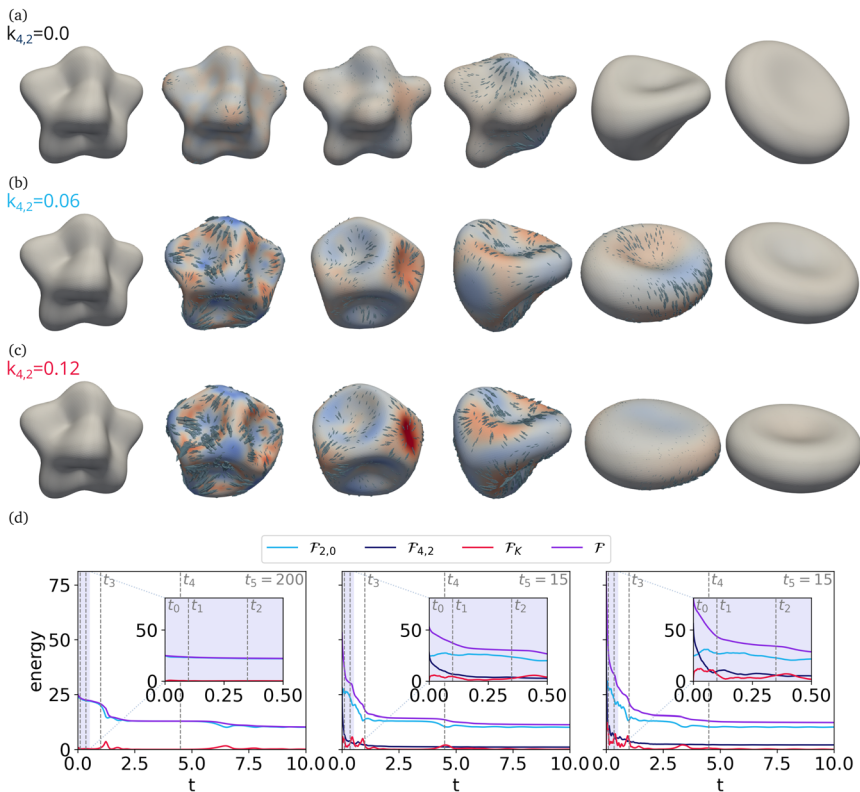 (a)
k4,2=0.0
(b)
k4,2=0.06
(c)
k4,2=0.12
(d)
F2,0 F4,2 FK F
energy
75
50
25
0
0.0 2.5 5.0 7.5 10.0
t
t3 t4 t5 = 200
t0 t1 t2
50
0
0.00 0.25 0.50
0.0 2.5 5.0 7.5 10.0
t
t3 t4 t5 = 15
t0 t1 t2
50
0
0.00 0.25 0.50
0.0 2.5 5.0 7.5 10.0
t
t3 t4 t5 = 15
t0 t1 t2
50
0
0.00 0.25 0.50